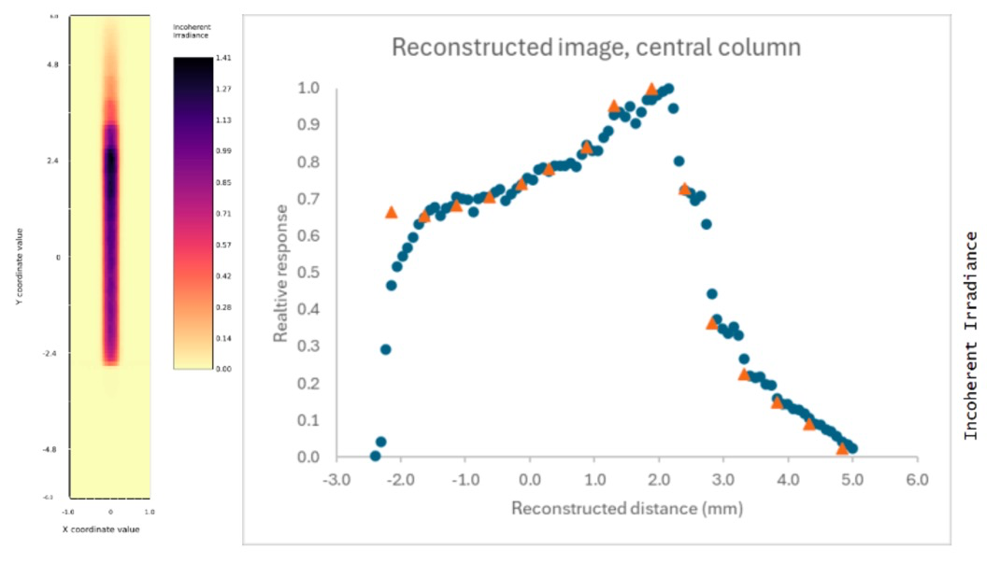 6.0
4.8
2.4
0
-2.4
-4.8
Y coordinate value
-1.0 0 1.0
X coordinate value
Incoherent
Irradiance
1.41
1.27
1.13
0.99
0.85
0.71
0.57
0.42
0.28
0.14
0.00
Reconstructed image, central column
1.0
0.9
0.8
0.7
0.6
0.5
0.4
0.3
0.2
0.1
0.0
Realtive response
-3.0 -2.0 -1.0 0.0 1.0 2.0 3.0 4.0 5.0 6.0
Reconstructed distance (mm)
Incoherent Irradiance